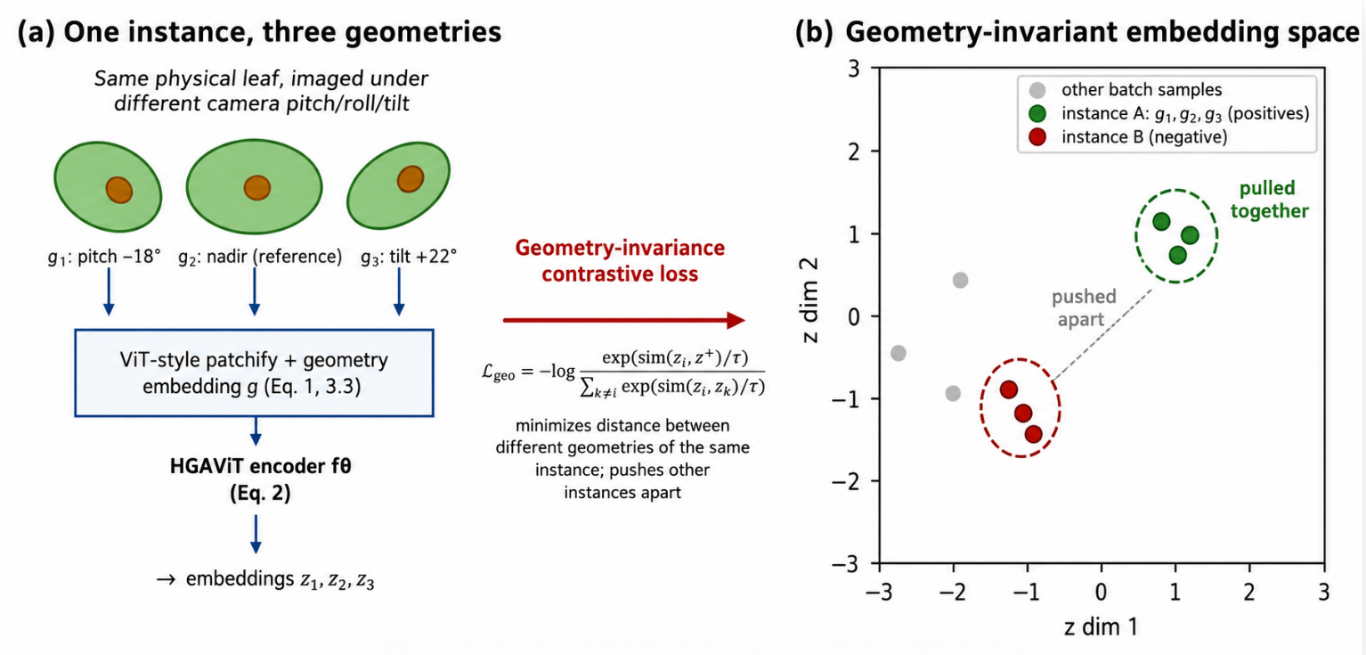 (a) One instance, three geometries
Same physical leaf, imaged under
different camera pitch/roll/tilt
g₁: pitch −18°
g₂: nadir (reference)
g₃: tilt +22°
ViT-style patchify + geometry
embedding g (Eq. 1, 3.3)
HGAViT encoder fθ
(Eq. 2)
→ embeddings z₁, z₂, z₃
Geometry-invariance
contrastive loss
ℒ_geo = −log exp(sim(z_i, z⁺)/τ) / ∑_{k≠i} exp(sim(z_i, z_k)/τ)
minimizes distance between
different geometries of the same
instance; pushes other
instances apart
(b) Geometry-invariant embedding space
other batch samples
instance A: g₁, g₂, g₃ (positives)
instance B (negative)
pulled
together
pushed
apart
z dim 2
3
2
1
0
−1
−2
−3
−3 −2 −1 0 1 2 3
z dim 1